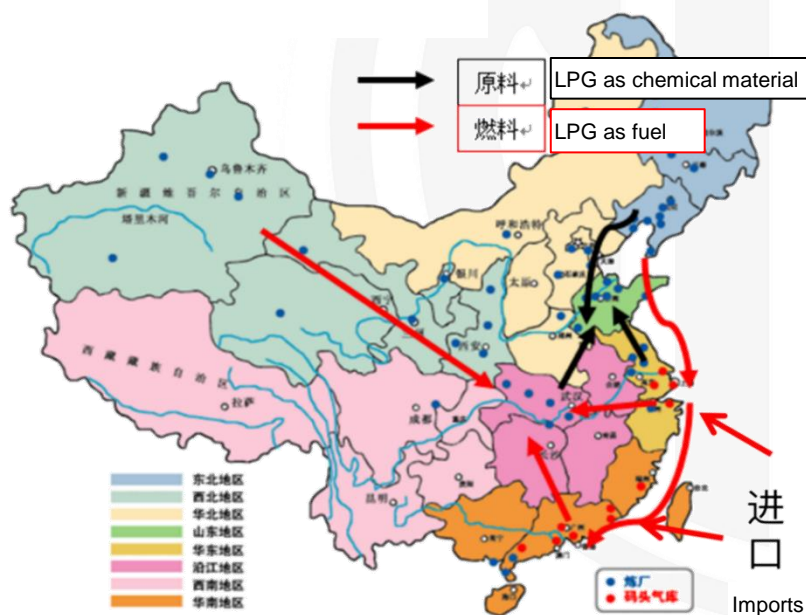 原料↵
LPG as chemical material
燃料↵
LPG as fuel
乌鲁木齐
新疆维吾尔自治区
塔里木河
呼和浩特
银川
太原
西宁
兰州
西安
西藏藏族自治区
拉萨
成都
武汉
长沙
昆明
东北地区
西北地区
华北地区
山东地区
华东地区
沿江地区
西南地区
华南地区
炼厂
码头气库
进口
Imports